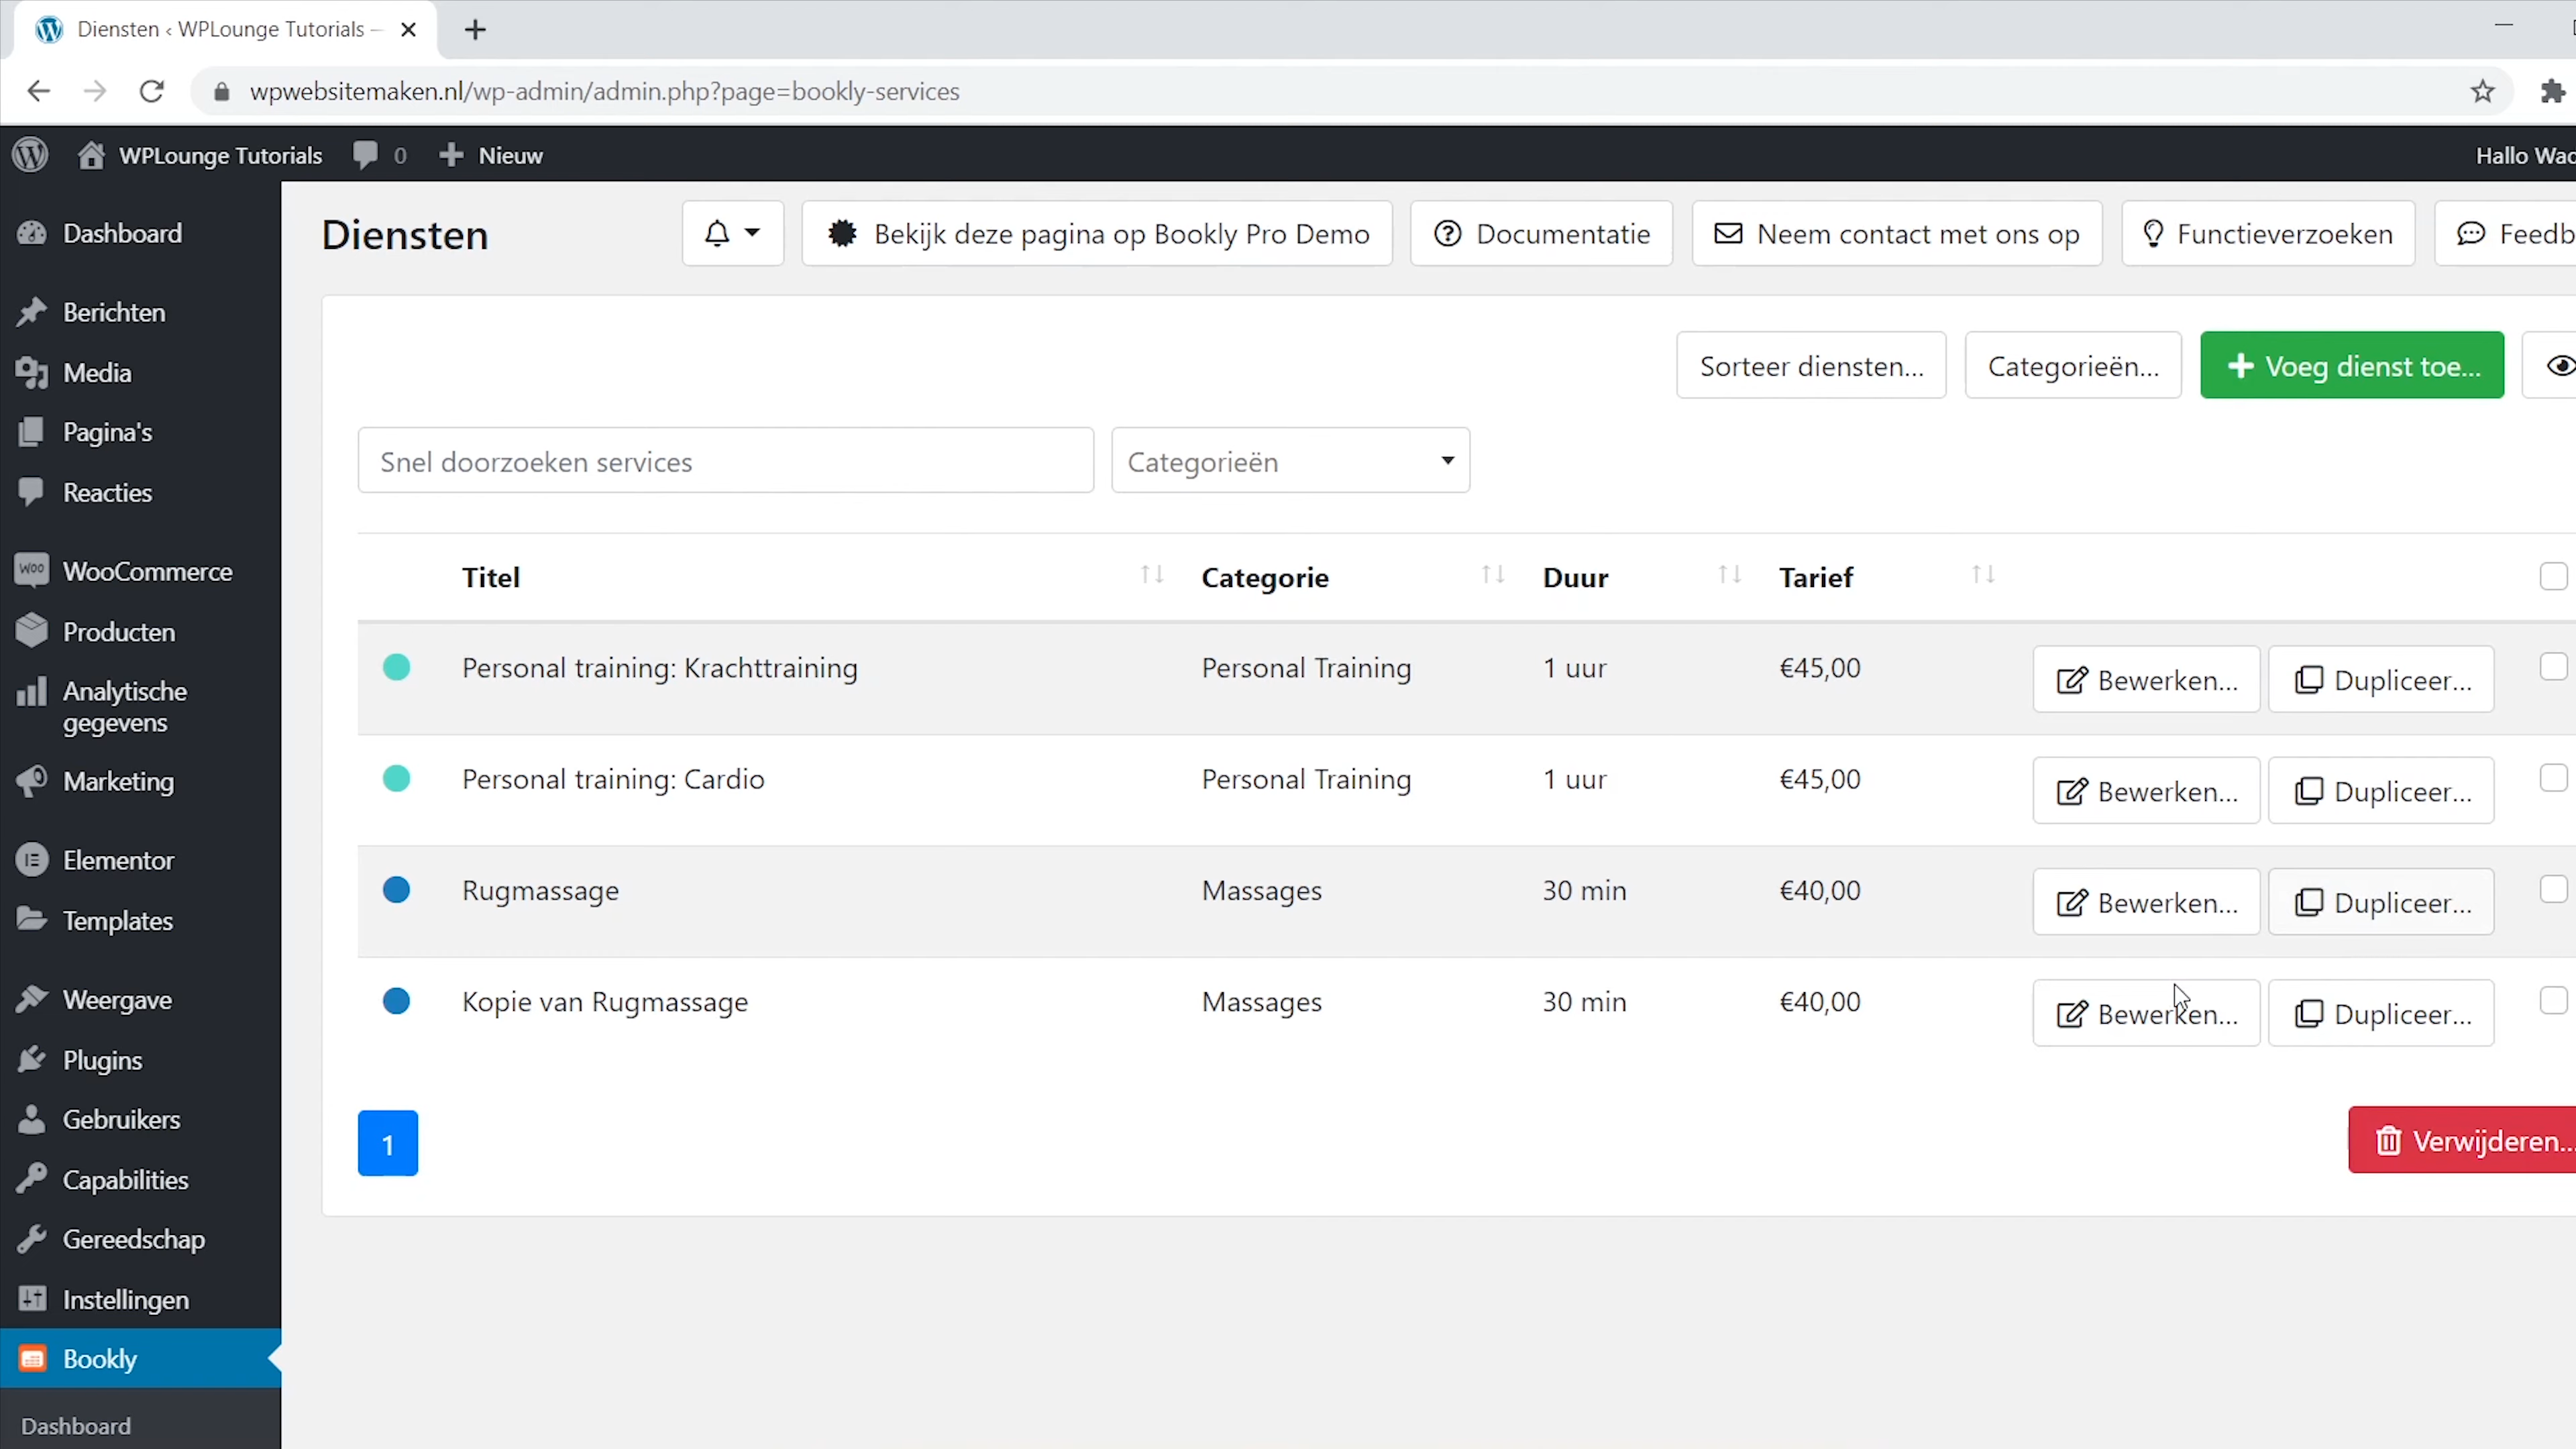 Diensten ‹ WPLounge Tutorials –
wpwebsitemaken.nl/wp-admin/admin.php?page=bookly-services
WPLounge Tutorials 0 Nieuw Hallo
Dashboard
Berichten
Media
Pagina's
Reacties
WOO WooCommerce
Producten
Analytische
gegevens
Marketing
Elementor
Templates
Weergave
Plugins
Gebruikers
Capabilities
Gereedschap
Instellingen
Bookly
Dashboard
Diensten
Bekijk deze pagina op Bookly Pro Demo Documentatie Neem contact met ons op Functieverzoeken
Sorteer diensten... Categorieën... Voeg dienst toe...
Snel doorzoeken services Categorieën
Titel Categorie Duur Tarief
Personal training: Krachttraining Personal Training 1 uur €45,00 Bewerken... Dupliceer...
Personal training: Cardio Personal Training 1 uur €45,00 Bewerken... Dupliceer...
Rugmassage Massages 30 min €40,00 Bewerken... Dupliceer...
Kopie van Rugmassage Massages 30 min €40,00 Bewerken... Dupliceer...
1 Verwijderen...